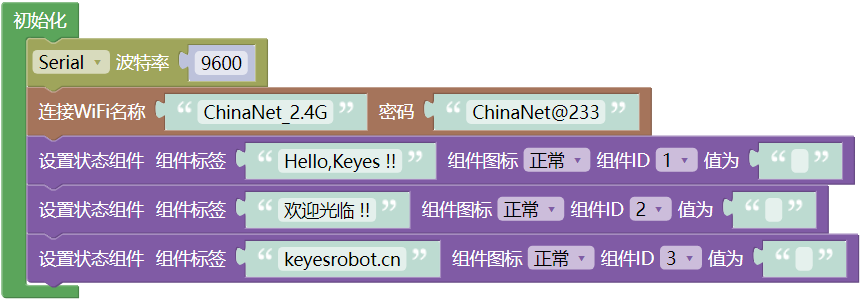 初始化
Serial 波特率 9600
连接WiFi名称 “ ChinaNet_2.4G ” 密码 “ ChinaNet@233 ”
设置状态组件 组件标签 “ Hello,Keyes !! ” 组件图标 正常 组件ID 1 值为 “ ”
设置状态组件 组件标签 “ 欢迎光临 !! ” 组件图标 正常 组件ID 2 值为 “ ”
设置状态组件 组件标签 “ keyesrobot.cn ” 组件图标 正常 组件ID 3 值为 “ ”